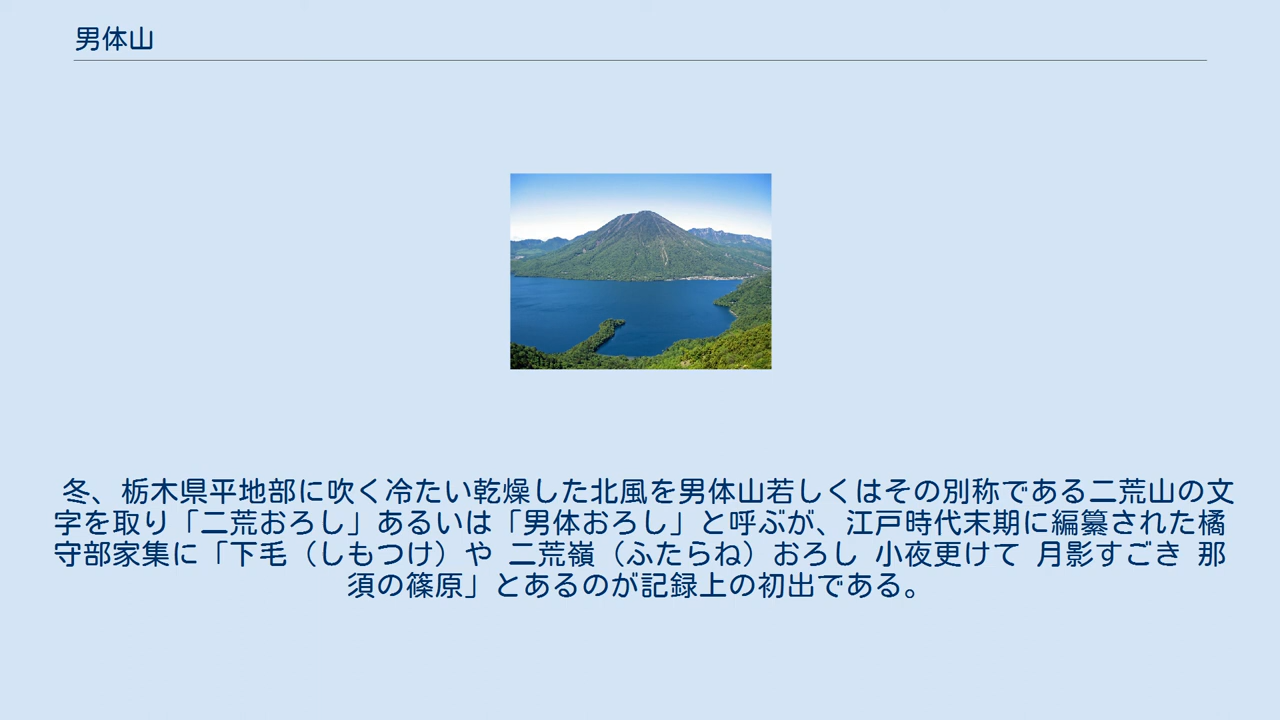 男体山
冬、栃木県平地部に吹く冷たい乾燥した北風を男体山若しくはその別称である二荒山の文
字を取り「二荒おろし」あるいは「男体おろし」と呼ぶが、江戸時代末期に編纂された橘
守部家集に「下毛（しもつけ）や 二荒嶺（ふたらね）おろし 小夜更けて 月影すごき 那
須の篠原」とあるのが記録上の初出である。